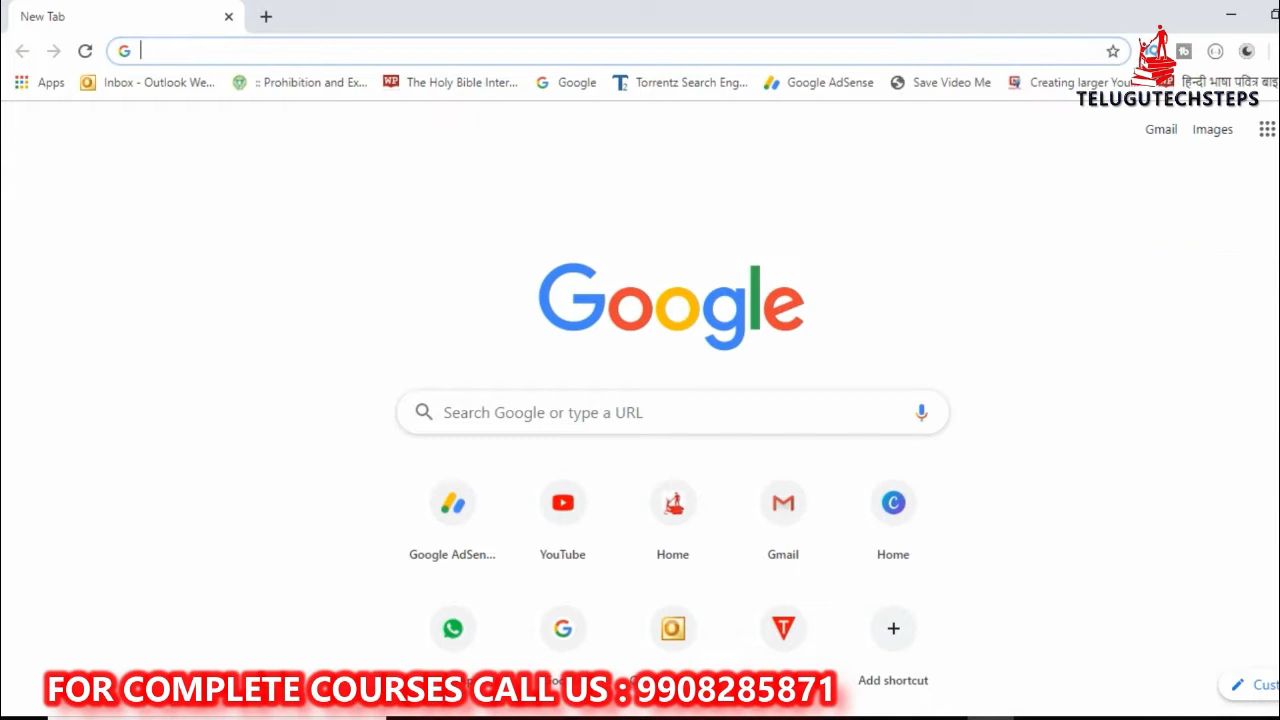 New Tab
Apps
Inbox - Outlook We...
:: Prohibition and Ex...
The Holy Bible Inter...
Google
Torrentz Search Eng...
Google AdSense
Save Video Me
Creating larger You
हिन्दी भाषा पवित्र बाइ
TELUGUTECHSTEPS
Gmail
Images
Google
Search Google or type a URL
Google AdSen...
YouTube
Home
Gmail
Home
Add shortcut
Cust
FOR COMPLETE COURSES CALL US : 9908285871